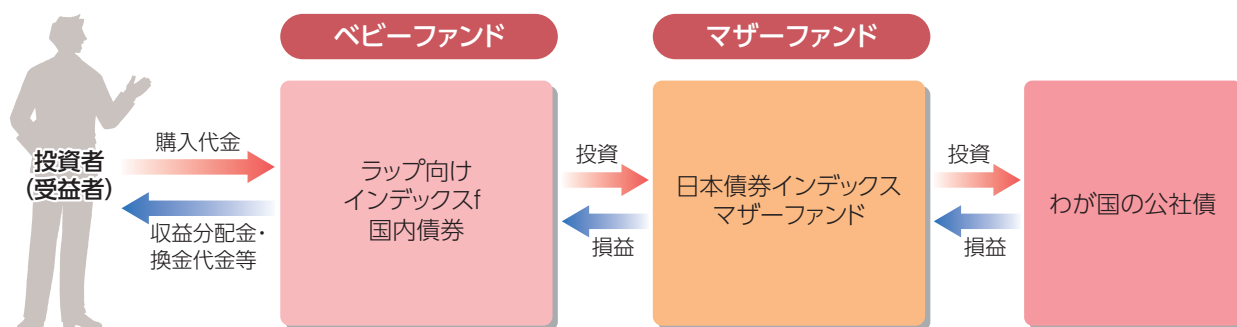 ベビーファンド
マザーファンド
投資者
(受益者)
購入代金
収益分配金・
換金代金等
ラップ向け
インデックスf
国内債券
投資
損益
日本債券インデックス
マザーファンド
投資
損益
わが国の公社債